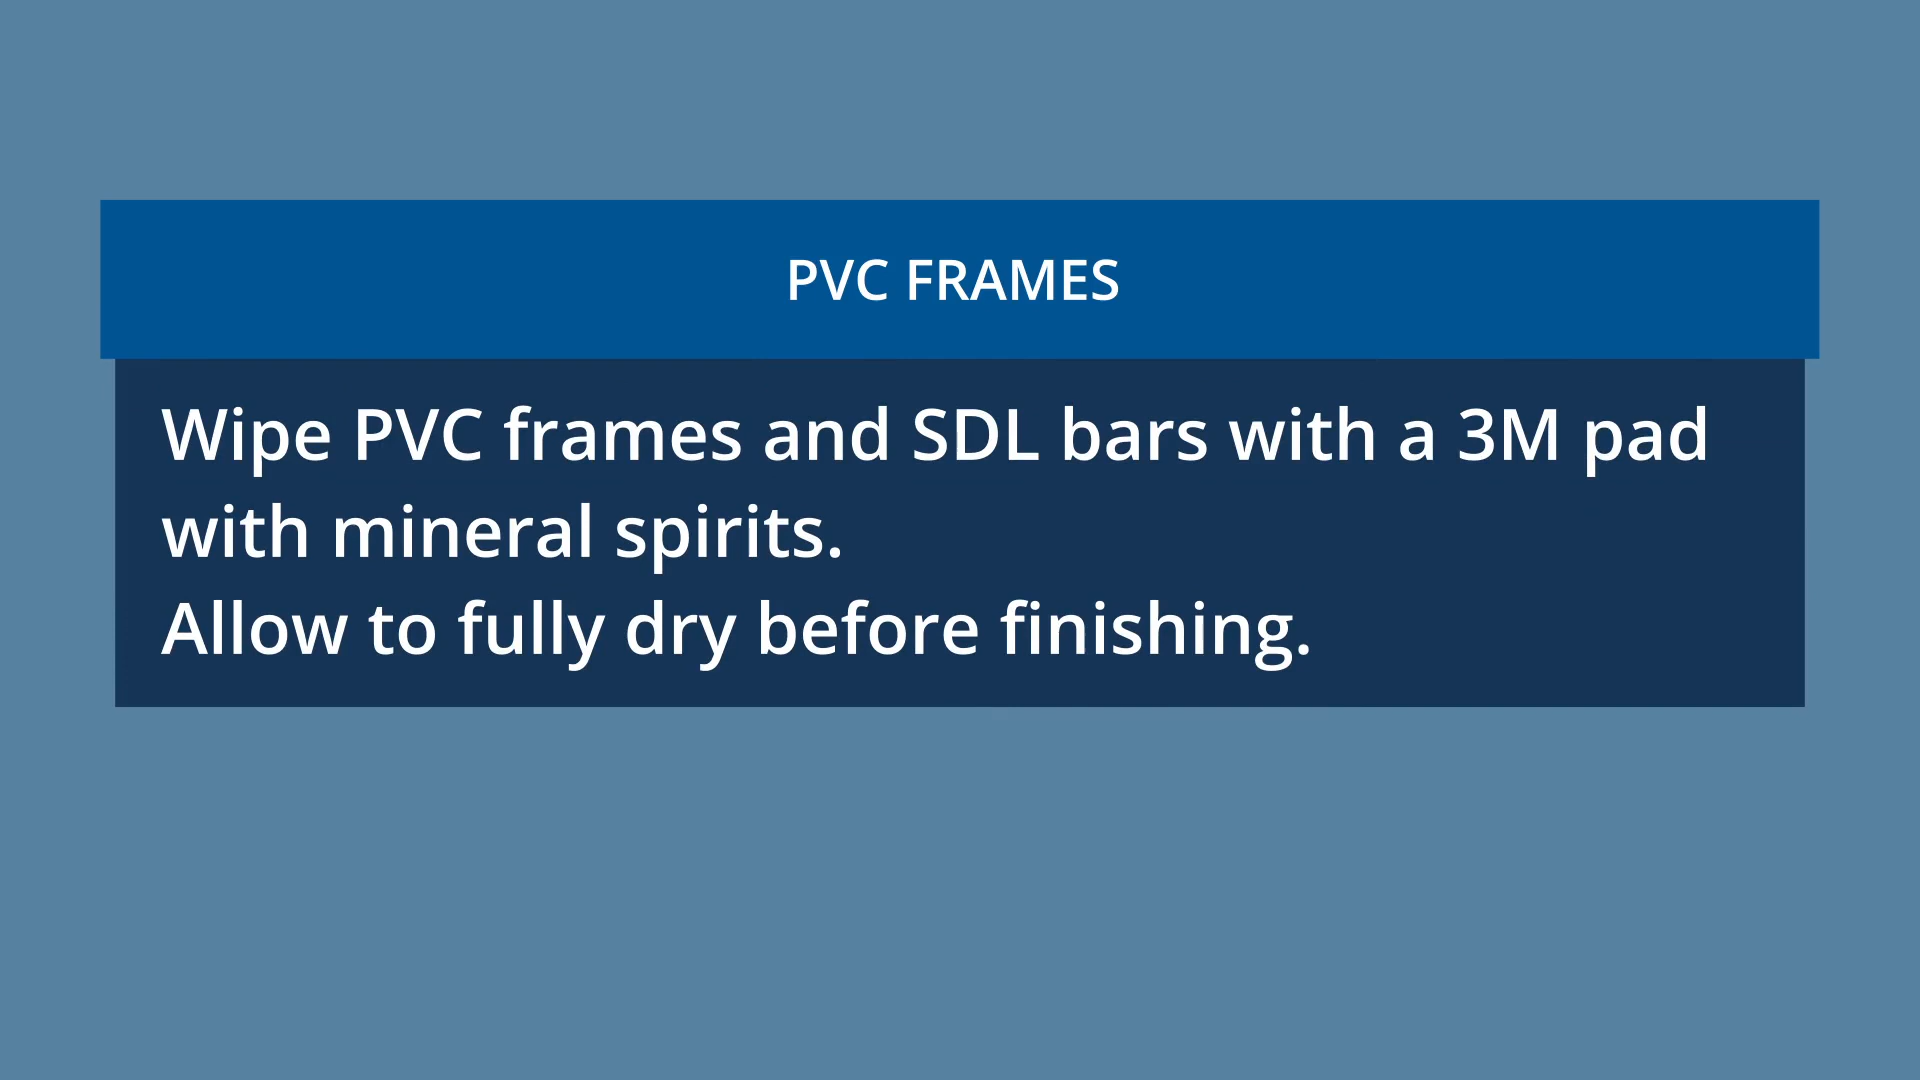 PVC FRAMES
Wipe PVC frames and SDL bars with a 3M pad
with mineral spirits.
Allow to fully dry before finishing.